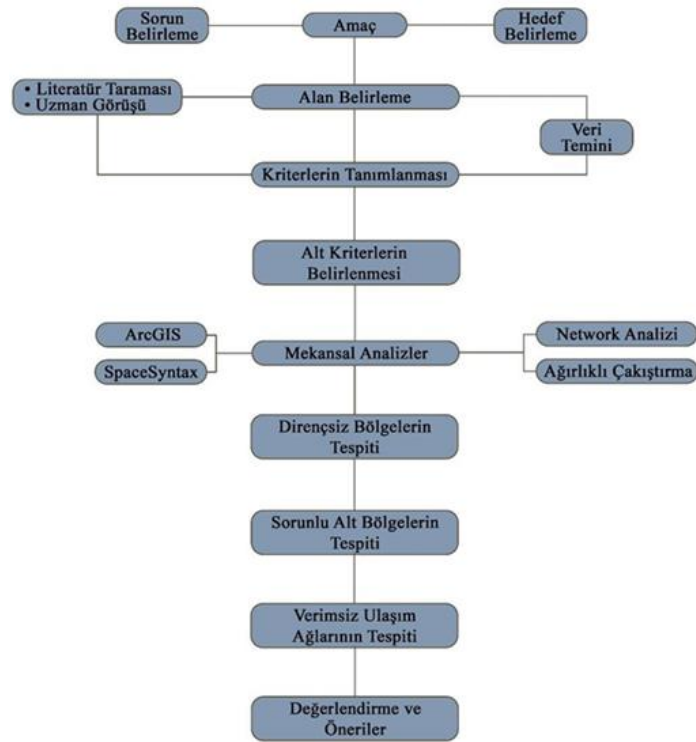 Sorun
Belirleme
Amaç
Hedef
Belirleme
• Literatür Taraması
• Uzman Görüşü
Alan Belirleme
Veri
Temini
Kriterlerin Tanımlanması
Alt Kriterlerin
Belirlenmesi
ArcGIS
SpaceSyntax
Mekansal Analizler
Network Analizi
Ağırlıklı Çakıştırma
Dirençsiz Bölgelerin
Tespiti
Sorunlu Alt Bölgelerin
Tespiti
Verimsiz Ulaşım
Ağlarının Tespiti
Değerlendirme ve
Öneriler